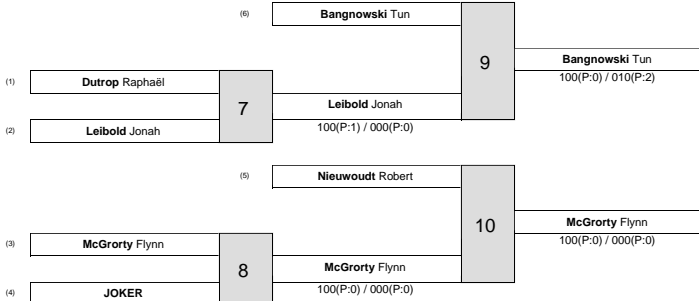 (6) Bangnowski Tun
9
Bangnowski Tun
100(P:0) / 010(P:2)
(1) Dutrop Raphaël
7
Leibold Jonah
100(P:1) / 000(P:0)
(2) Leibold Jonah
(5) Nieuwoudt Robert
10
McGrorty Flynn
100(P:0) / 000(P:0)
(3) McGrorty Flynn
8
McGrorty Flynn
100(P:0) / 000(P:0)
(4) JOKER